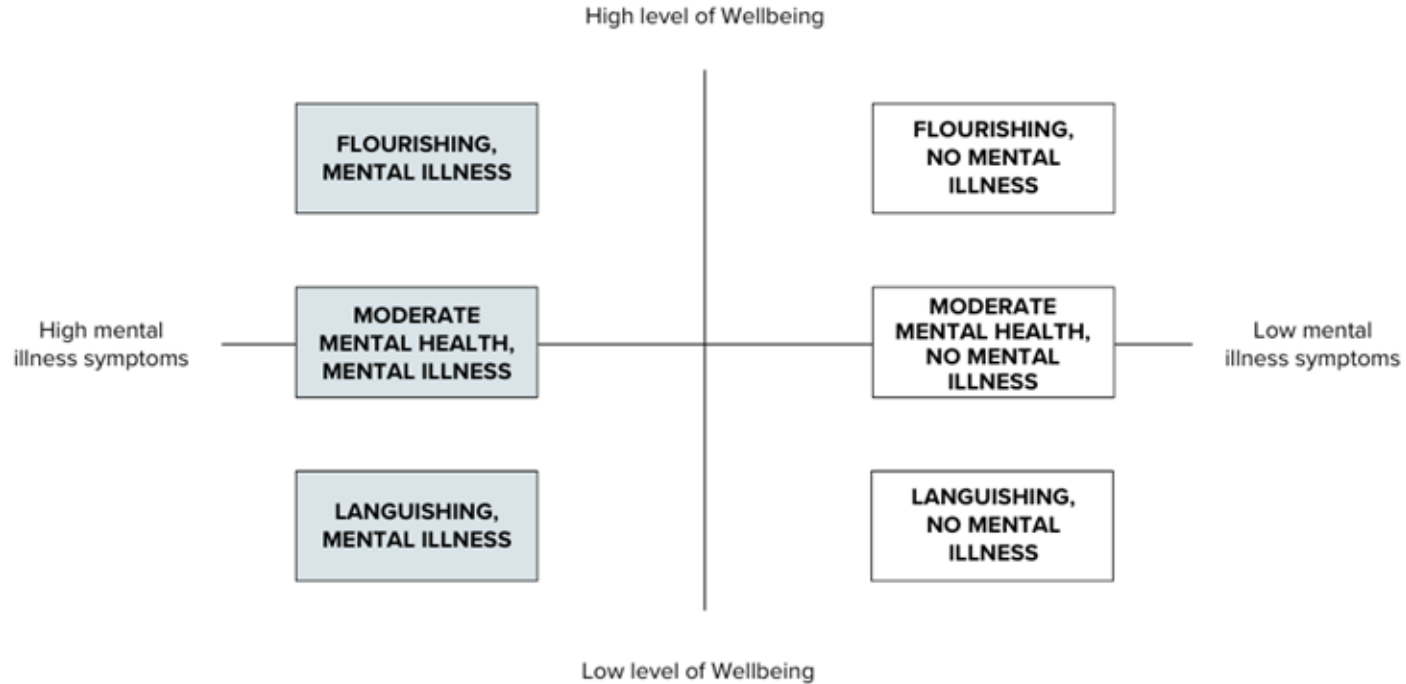 High level of Wellbeing
FLOURISHING,
MENTAL ILLNESS
FLOURISHING,
NO MENTAL
ILLNESS
High mental
illness symptoms
MODERATE
MENTAL HEALTH,
MENTAL ILLNESS
MODERATE
MENTAL HEALTH,
NO MENTAL
ILLNESS
Low mental
illness symptoms
LANGUISHING,
MENTAL ILLNESS
LANGUISHING,
NO MENTAL
ILLNESS
Low level of Wellbeing